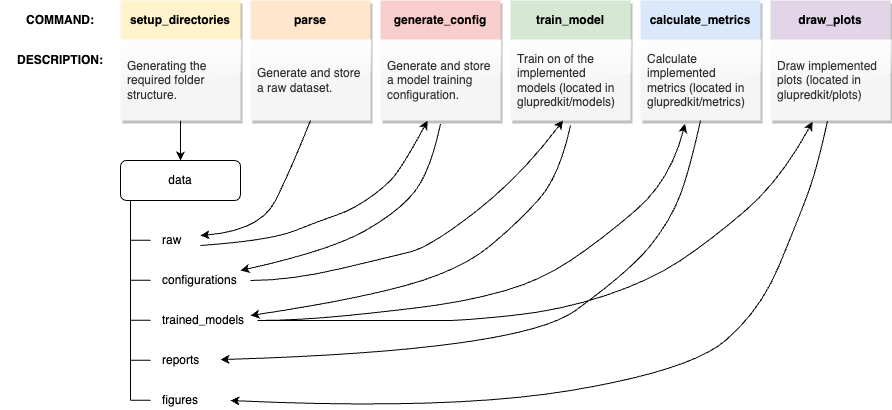 COMMAND:
setup_directories
parse
generate_config
train_model
calculate_metrics
draw_plots
DESCRIPTION:
Generating the
required folder
structure.
Generate and store
a raw dataset.
Generate and store
a model training
configuration.
Train on of the
implemented
models (located in
glupredkit/models)
Calculate
implemented
metrics (located in
glupredkit/metrics)
Draw implemented
plots (located in
glupredkit/plots)
data
raw
configurations
trained_models
reports
figures